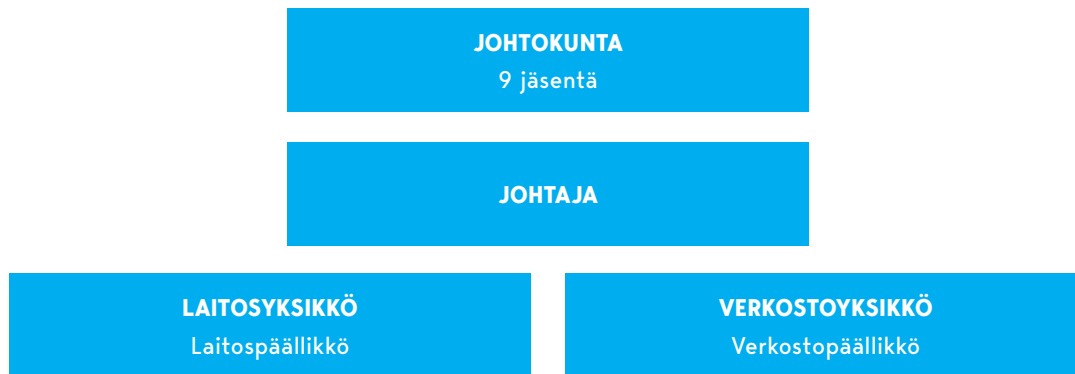 JOHTOKUNTA
9 jäsentä
JOHTAJA
LAITOSYKSIKKÖ
Laitospäällikkö
VERKOSTOYKSIKKÖ
Verkostopäällikkö